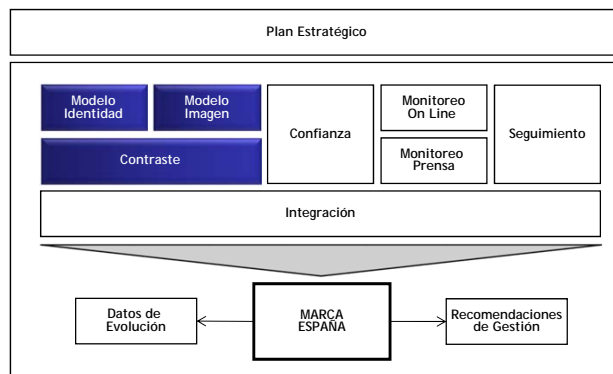 Plan Estratégico
Modelo
Identidad
Modelo
Imagen
Contraste
Confianza
Monitoreo
On Line
Monitoreo
Prensa
Seguimiento
Integración
Datos de
Evolución
MARCA
ESPAÑA
Recomendaciones
de Gestión